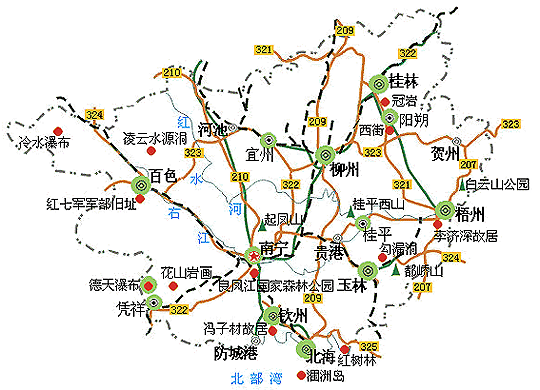 209
321
322
210
250
桂林
冠岩
324
红
河池
209
西街
阳朔
323
冷水瀑布
凌云水源洞
宜州
贺州
323
水
柳州
323
207
百色
白云山公园
红七军军部旧址
210
322
321
右
河
起凤山
桂平西山
梧州
江
桂平
李济深故居
南宁
贵港
勾漏洞
324
德天瀑布
花山岩画
良凤江国家森林公园
玉林
都峤山
凭祥
322
209
207
钦州
冯子材故居
防城港
北海
红树林
325
北部湾
涠洲岛